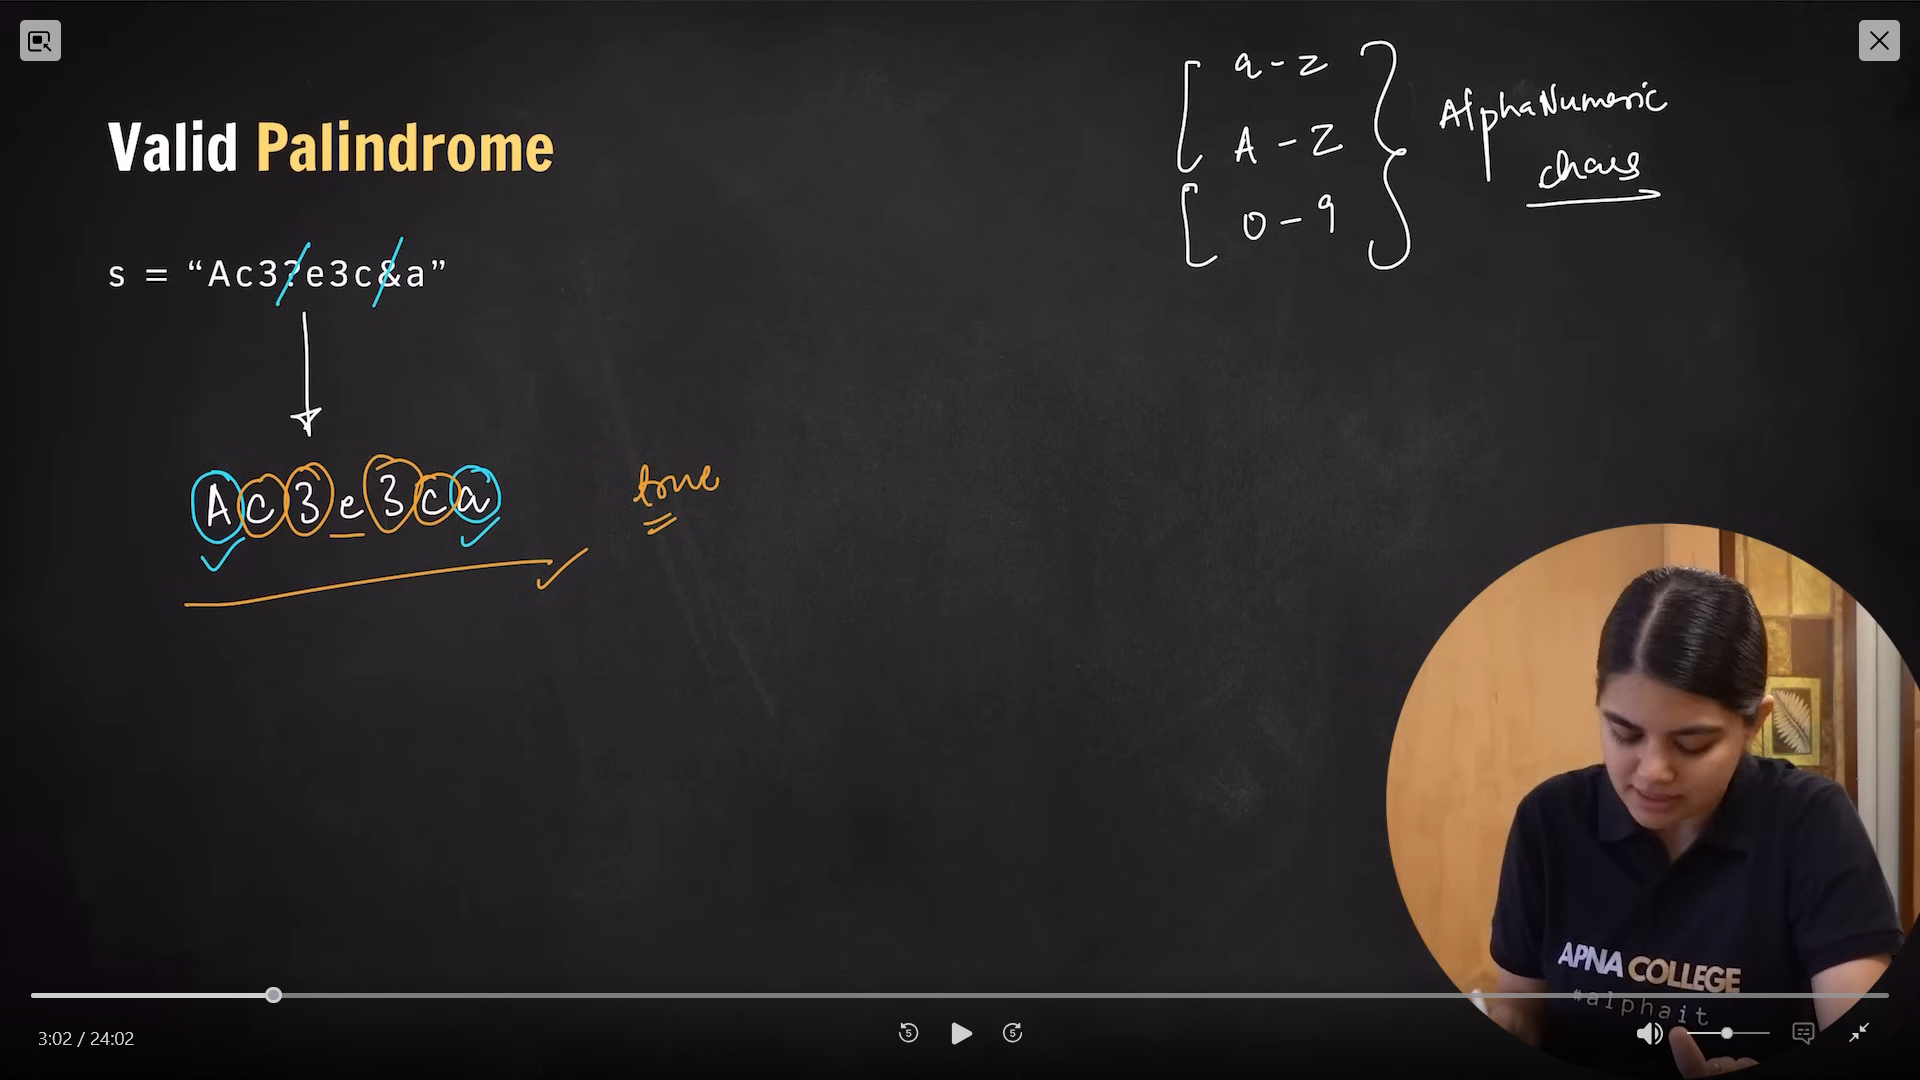 Valid Palindrome
s = “Ac3?e3c&a”
Ac3e3ca
true
a - z
A - Z
0 - 9
AlphaNumeric
chars
APNA COLLEGE
#alphait
3:02 / 24:02
5
5